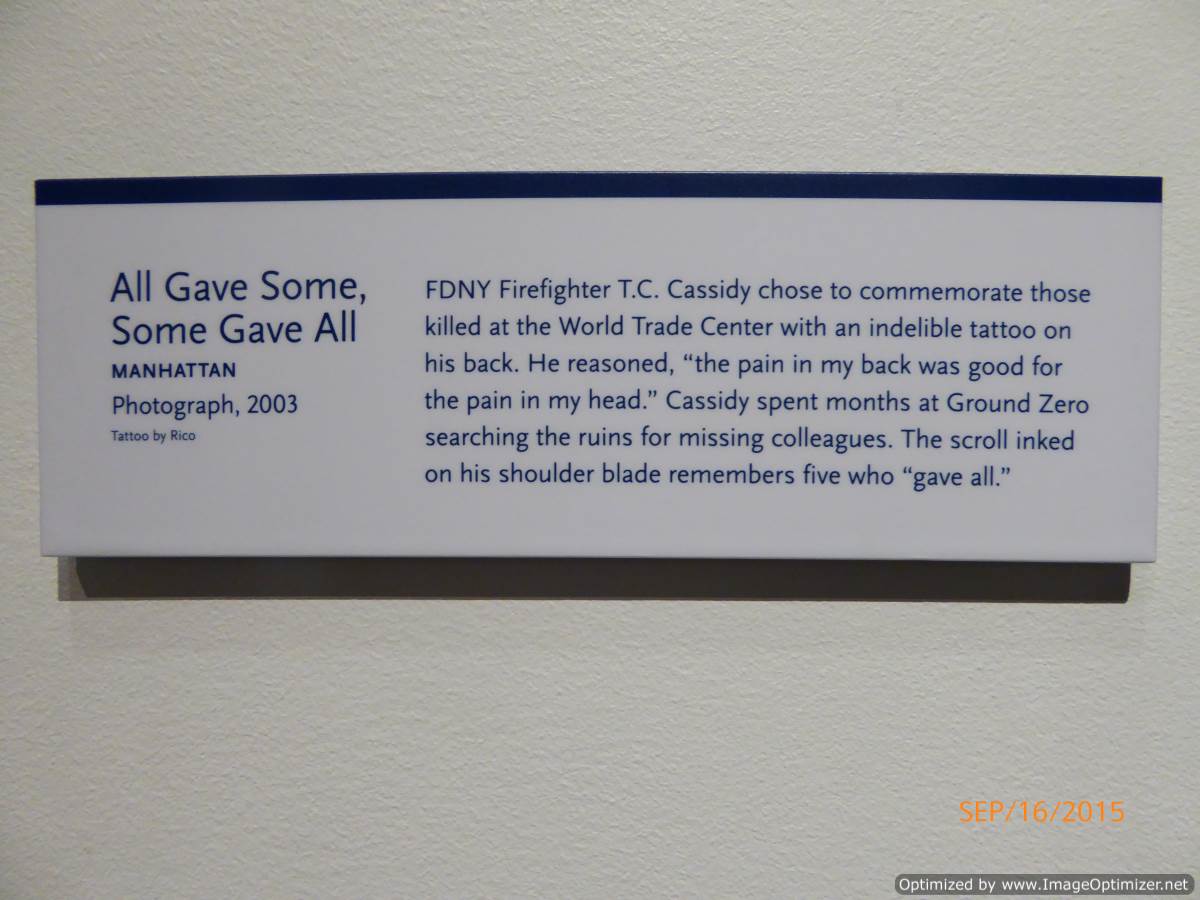 All Gave Some,
Some Gave All
MANHATTAN
Photograph, 2003
Tattoo by Rico
FDNY Firefighter T.C. Cassidy chose to commemorate those
killed at the World Trade Center with an indelible tattoo on
his back. He reasoned, “the pain in my back was good for
the pain in my head.” Cassidy spent months at Ground Zero
searching the ruins for missing colleagues. The scroll inked
on his shoulder blade remembers five who “gave all.”
SEP/16/2015
Optimized by www.ImageOptimizer.net